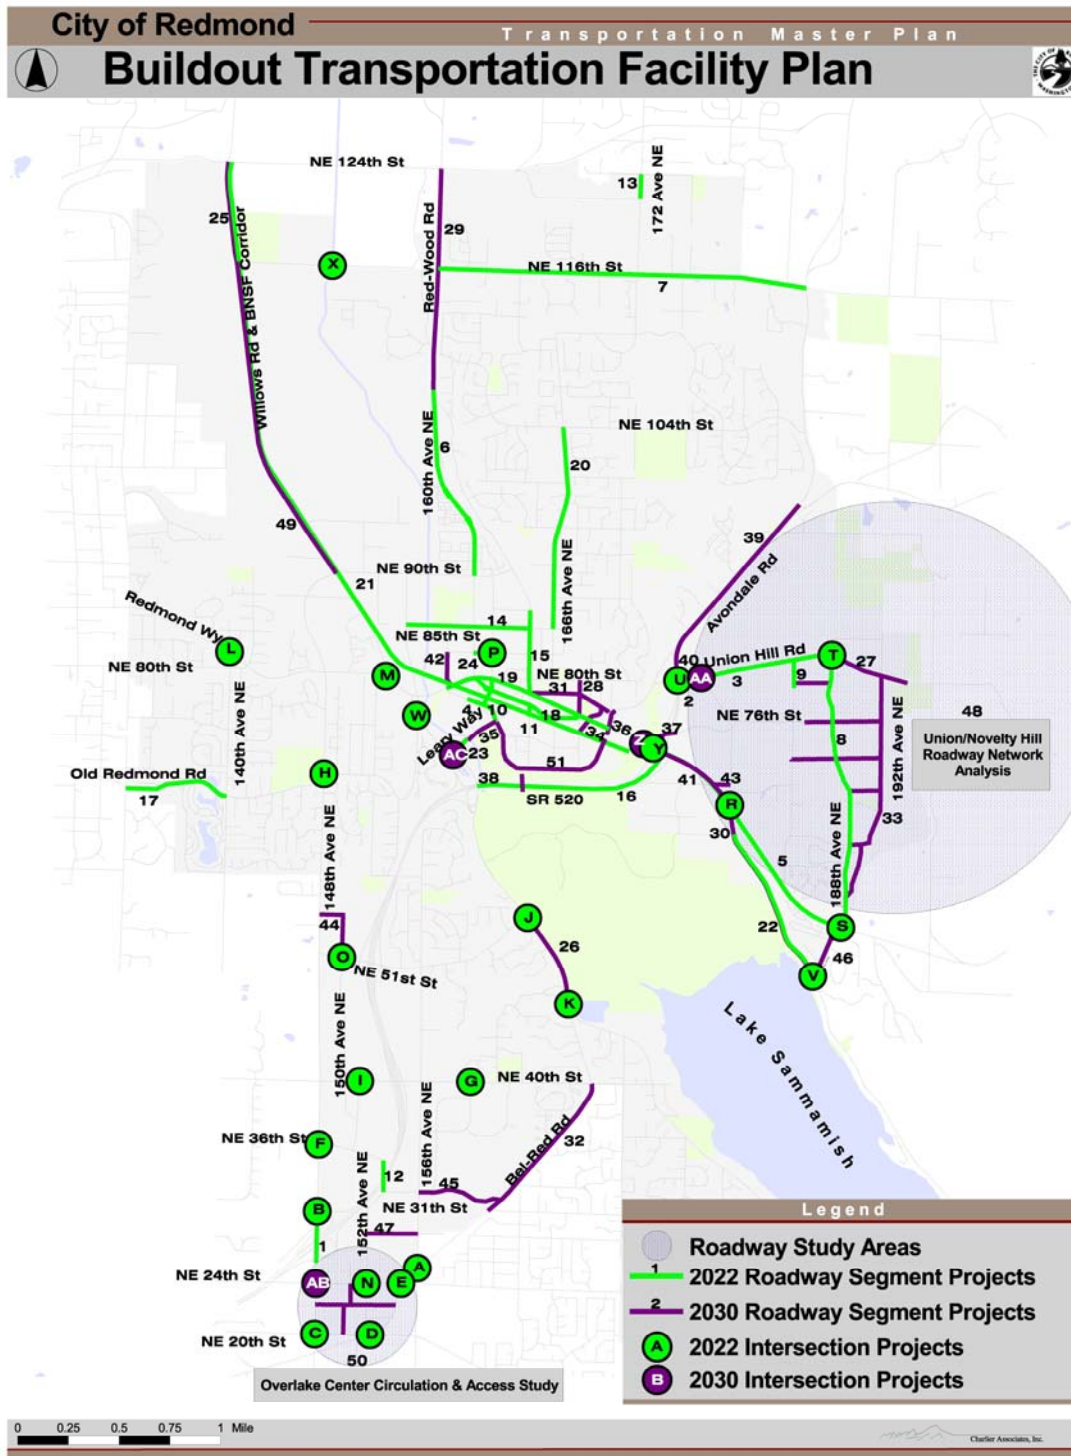 City of Redmond
Transportation Master Plan
Buildout Transportation Facility Plan
NE 124th St
13
172 Ave NE
25
Willows Rd & BNSF Corridor
Red-Wood Rd
29
X
NE 116th St
7
160th Ave NE
6
NE 104th St
20
49
21
166th Ave NE
39
Avondale Rd
NE 90th St
Redmond Wy
L
14
NE 85th St
P
15
42
24
19
NE 80th St
NE 80th St
31
28
40
Union Hill Rd
T
27
U
AA
2
3
9
M
W
4
10
18
11
34
36
37
Leary Way
35
AC
23
Z
Y
NE 76th St
8
192th Ave NE
48
Union/Novelty Hill
Roadway Network
Analysis
140th Ave NE
Old Redmond Rd
17
H
38
51
SR 520
16
41
43
R
30
33
5
188th Ave NE
148th Ave NE
44
O
NE 51st St
J
26
K
22
S
46
V
Lake Sammamish
150th Ave NE
I
G
NE 40th St
156th Ave NE
NE 36th St
F
Bel-Red Rd
32
12
45
NE 31th St
152th Ave NE
47
B
1
NE 24th St
AB
N
E
A
NE 20th St
C
D
50
Overlake Center Circulation & Access Study
Legend
Roadway Study Areas
1
2022 Roadway Segment Projects
2
2030 Roadway Segment Projects
A
2022 Intersection Projects
B
2030 Intersection Projects
0 0.25 0.5 0.75 1 Mile
Charlier Associates, Inc.